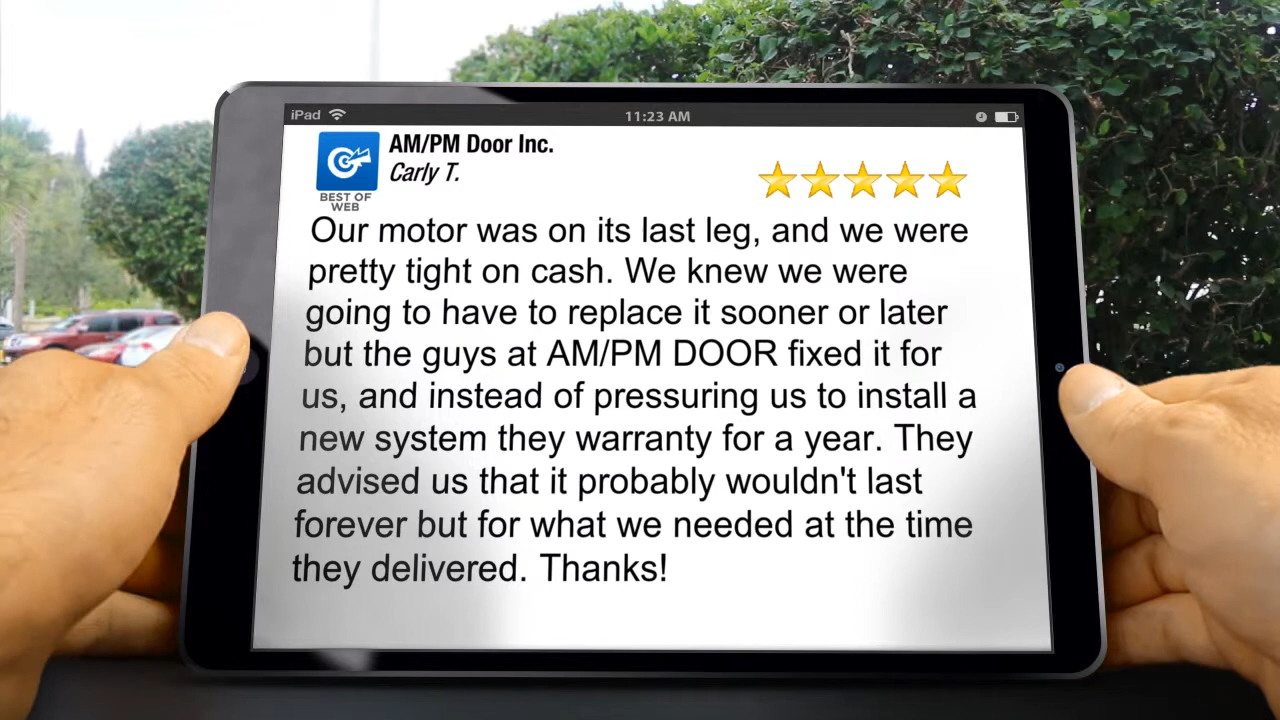 iPad 11:23 AM
AM/PM Door Inc.
Carly T.
BEST OF
WEB
Our motor was on its last leg, and we were
pretty tight on cash. We knew we were
going to have to replace it sooner or later
but the guys at AM/PM DOOR fixed it for
us, and instead of pressuring us to install a
new system they warranty for a year. They
advised us that it probably wouldn't last
forever but for what we needed at the time
they delivered. Thanks!